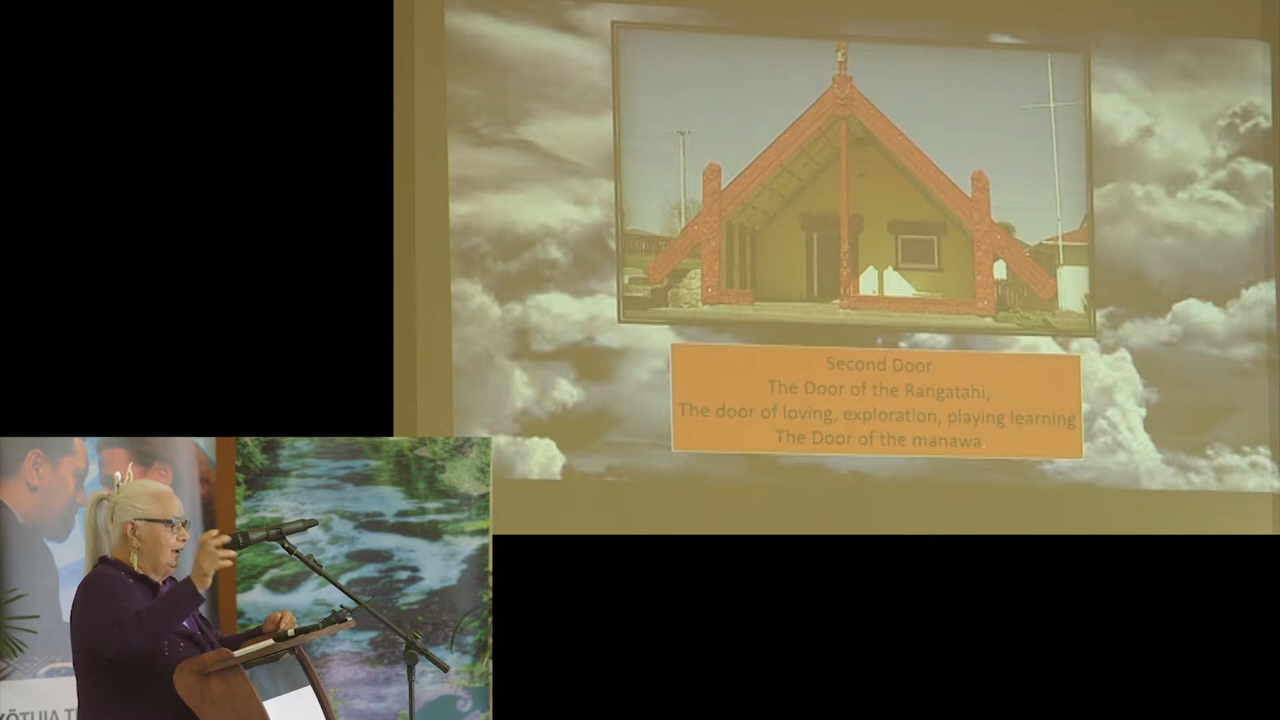 Second Door
The Door of the Rangatahi,
The door of loving, exploration, playing learning
The Door of the manawa.
KŌTUIA T